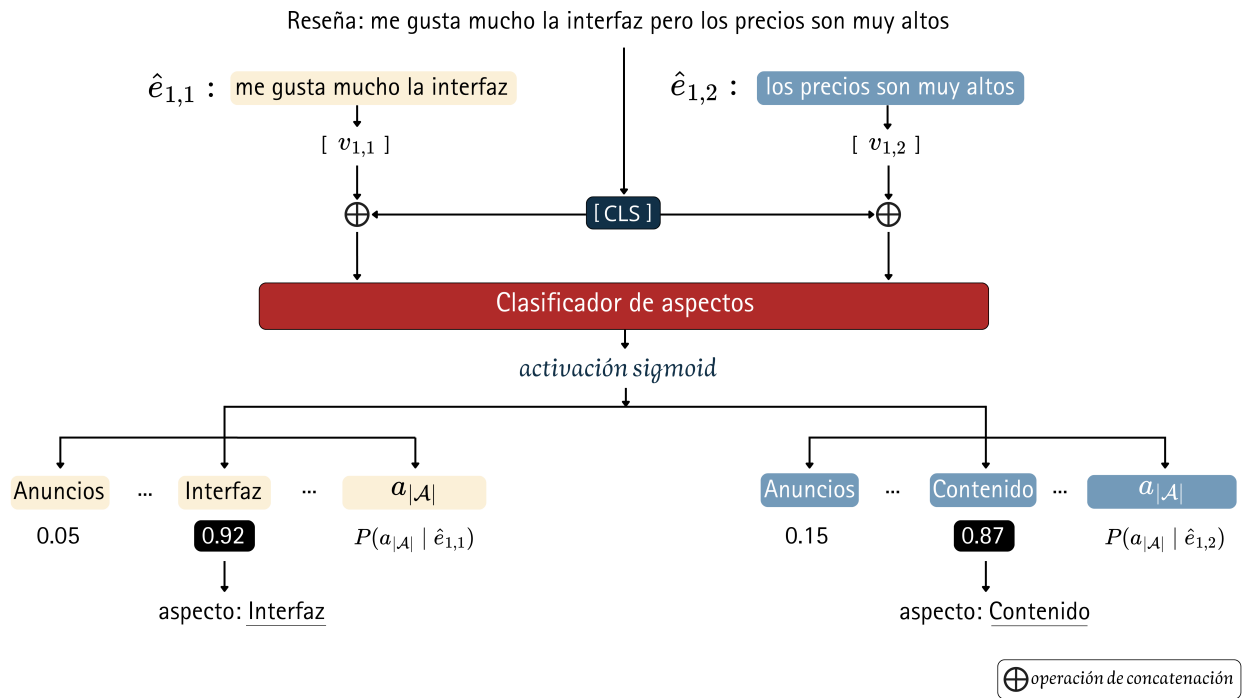 Reseña: me gusta mucho la interfaz pero los precios son muy altos
ê1,1 : me gusta mucho la interfaz
ê1,2 : los precios son muy altos
[ v1,1 ]
[ v1,2 ]
⊕ [ CLS ] ⊕
Clasificador de aspectos
activación sigmoid
Anuncios ... Interfaz ... a|𝒜|
Anuncios ... Contenido ... a|𝒜|
0.05 0.92 P(a|𝒜| | ê1,1)
0.15 0.87 P(a|𝒜| | ê1,2)
aspecto: Interfaz
aspecto: Contenido
⊕ operación de concatenación